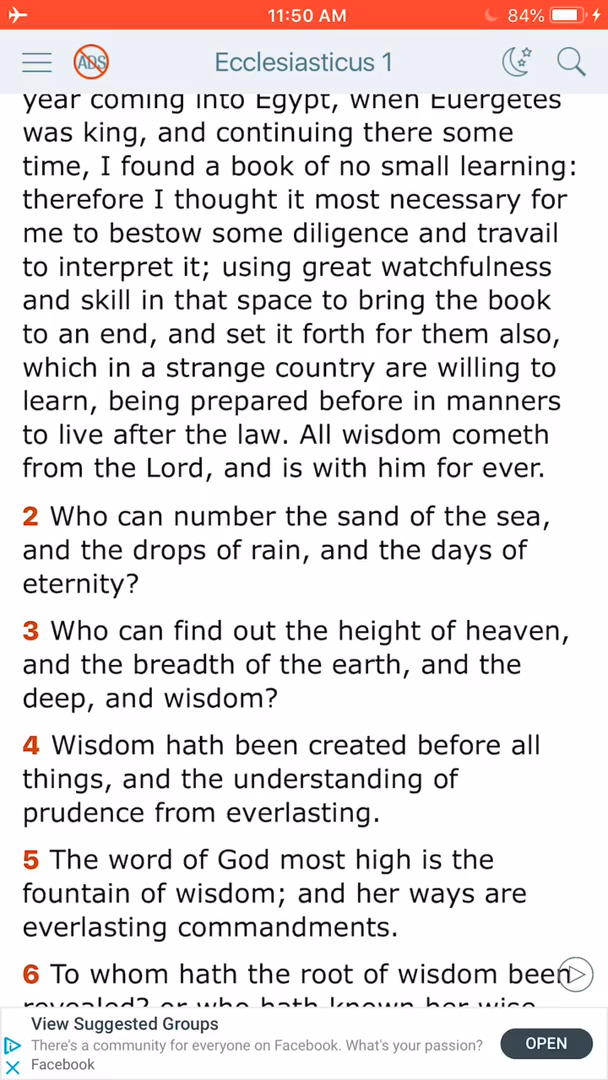 11:50 AM
84%
ADS
Ecclesiasticus 1
year coming into Egypt, when Euergetes
was king, and continuing there some
time, I found a book of no small learning:
therefore I thought it most necessary for
me to bestow some diligence and travail
to interpret it; using great watchfulness
and skill in that space to bring the book
to an end, and set it forth for them also,
which in a strange country are willing to
learn, being prepared before in manners
to live after the law. All wisdom cometh
from the Lord, and is with him for ever.
2 Who can number the sand of the sea,
and the drops of rain, and the days of
eternity?
3 Who can find out the height of heaven,
and the breadth of the earth, and the
deep, and wisdom?
4 Wisdom hath been created before all
things, and the understanding of
prudence from everlasting.
5 The word of God most high is the
fountain of wisdom; and her ways are
everlasting commandments.
6 To whom hath the root of wisdom been
revealed? or who hath known her wise
View Suggested Groups
There's a community for everyone on Facebook. What's your passion?
Facebook
OPEN